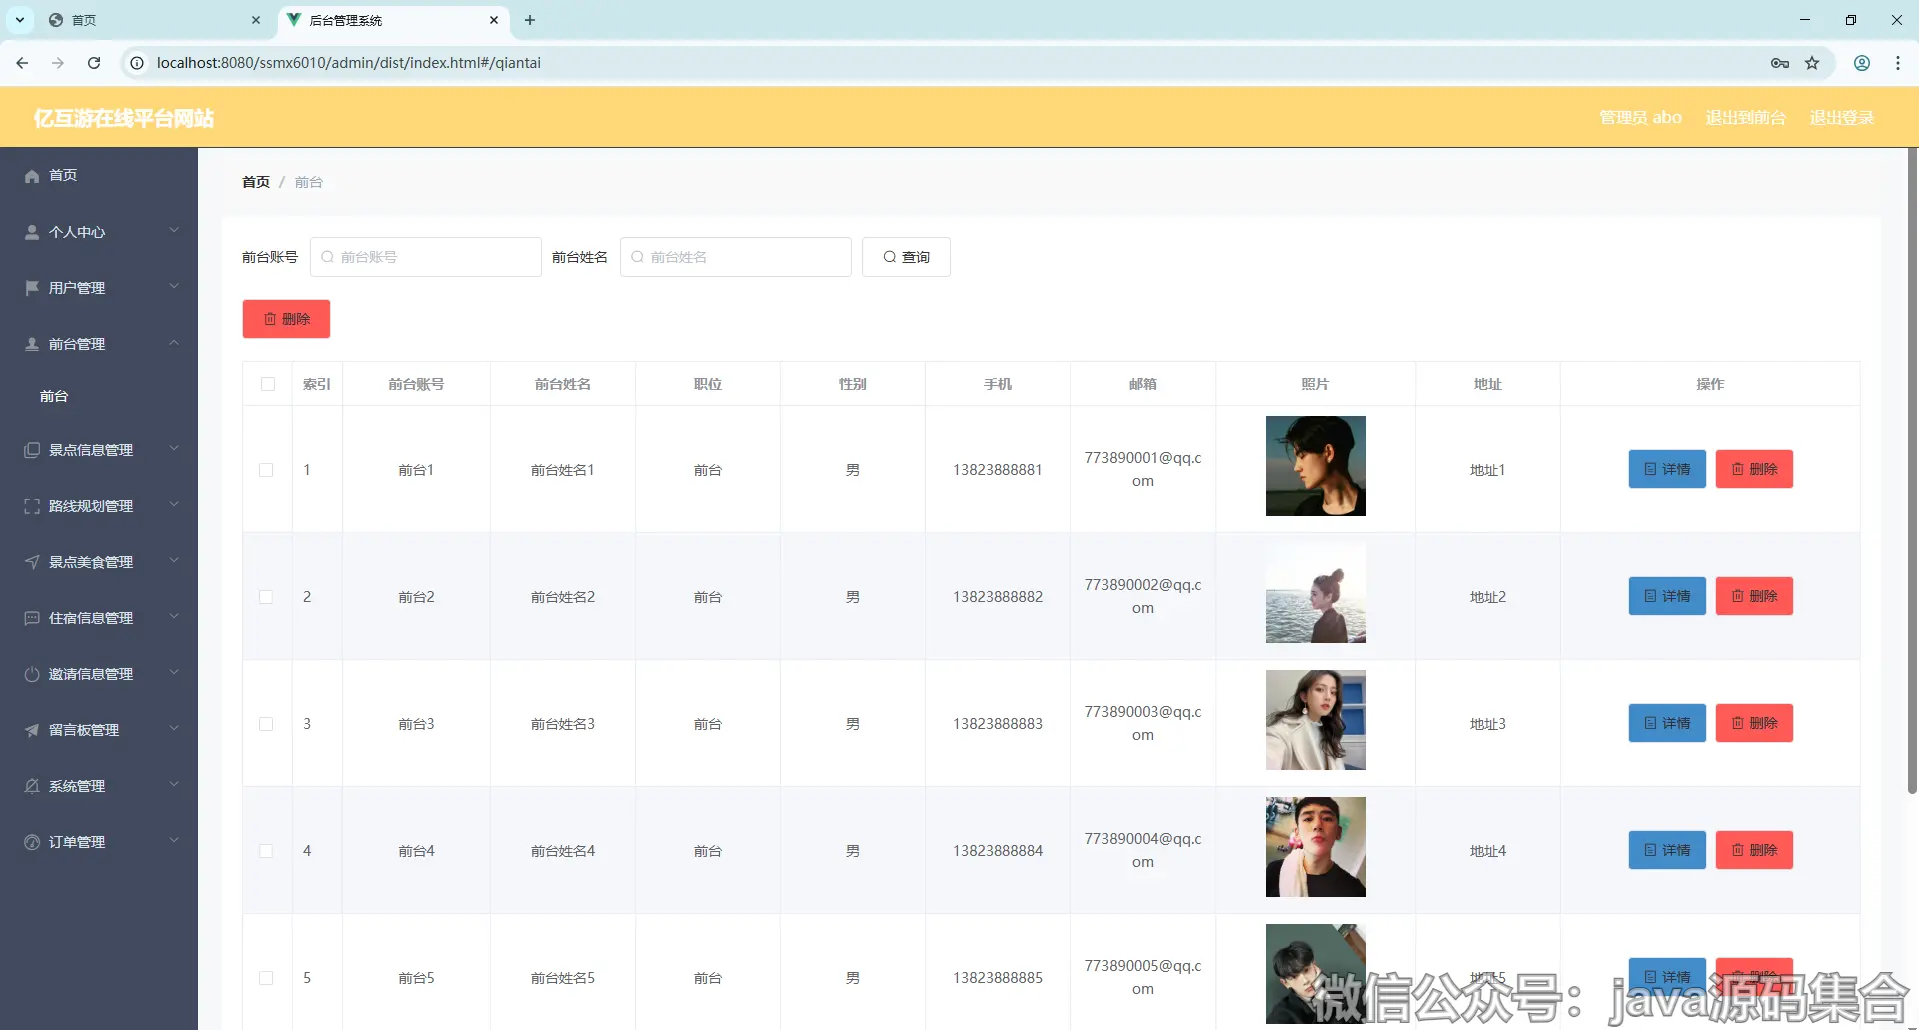 首页
后台管理系统
localhost:8080/ssmx6010/admin/dist/index.html#/qiantai
亿互游在线平台网站
管理员 abo
退出到前台
退出登录
首页
个人中心
用户管理
前台管理
前台
景点信息管理
路线规划管理
景点美食管理
住宿信息管理
邀请信息管理
留言板管理
系统管理
订单管理
首页 / 前台
前台账号 前台账号 前台姓名 前台姓名 查询
删除
索引 前台账号 前台姓名 职位 性别 手机 邮箱 照片 地址 操作
1 前台1 前台姓名1 前台 男 13823888881 773890001@qq.c
om
地址1 详情 删除
2 前台2 前台姓名2 前台 男 13823888882 773890002@qq.c
om
地址2 详情 删除
3 前台3 前台姓名3 前台 男 13823888883 773890003@qq.c
om
地址3 详情 删除
4 前台4 前台姓名4 前台 男 13823888884 773890004@qq.c
om
地址4 详情 删除
5 前台5 前台姓名5 前台 男 13823888885 773890005@qq.c
om
地址5 详情 删除
微信公众号：java源码集合